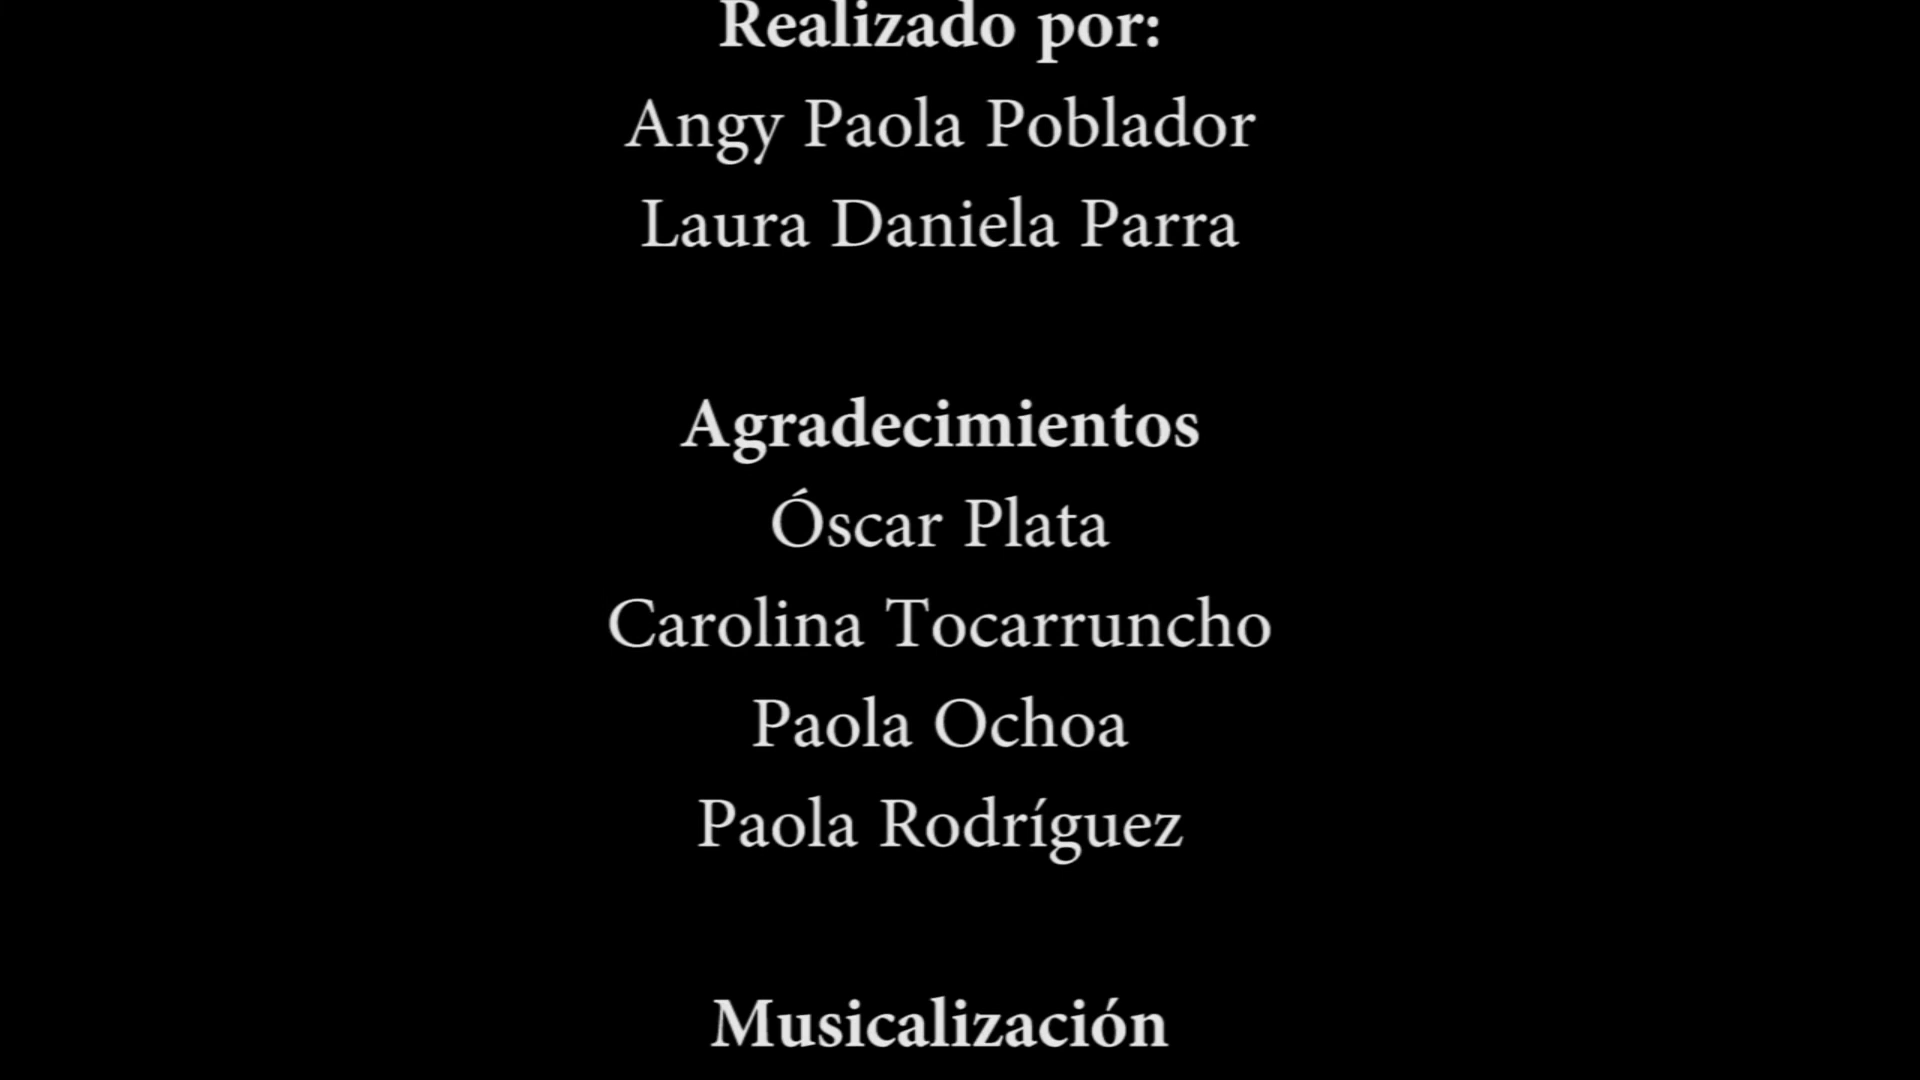 Realizado por:
Angy Paola Poblador
Laura Daniela Parra
Agradecimientos
Óscar Plata
Carolina Tocarruncho
Paola Ochoa
Paola Rodríguez
Musicalización